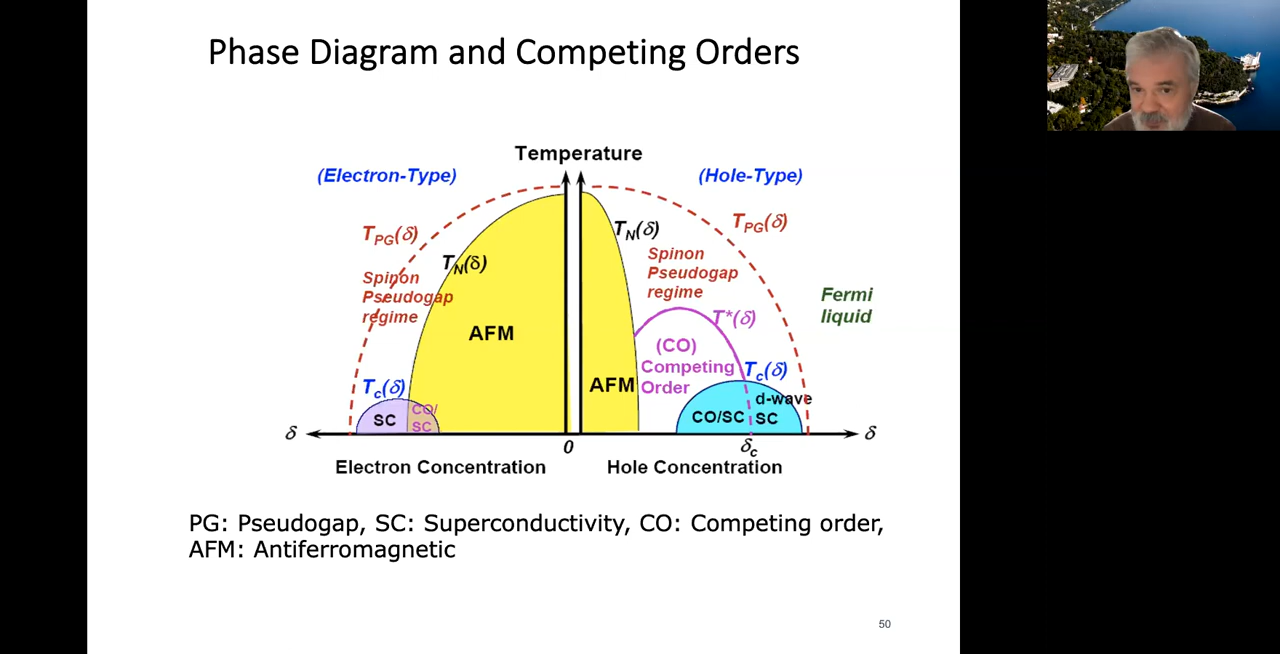 Phase Diagram and Competing Orders
Temperature
(Electron-Type)
(Hole-Type)
TPG(δ)
TN(δ)
TN(δ)
TPG(δ)
Spinon
Pseudogap
regime
Spinon
Pseudogap
regime
Fermi
liquid
T*(δ)
AFM
(CO)
Competing
Order
Tc(δ)
Tc(δ)
AFM
d-wave
SC
CO/
SC
CO/SC
SC
δ
0
δc
δ
Electron Concentration
Hole Concentration
PG: Pseudogap, SC: Superconductivity, CO: Competing order,
AFM: Antiferromagnetic
50